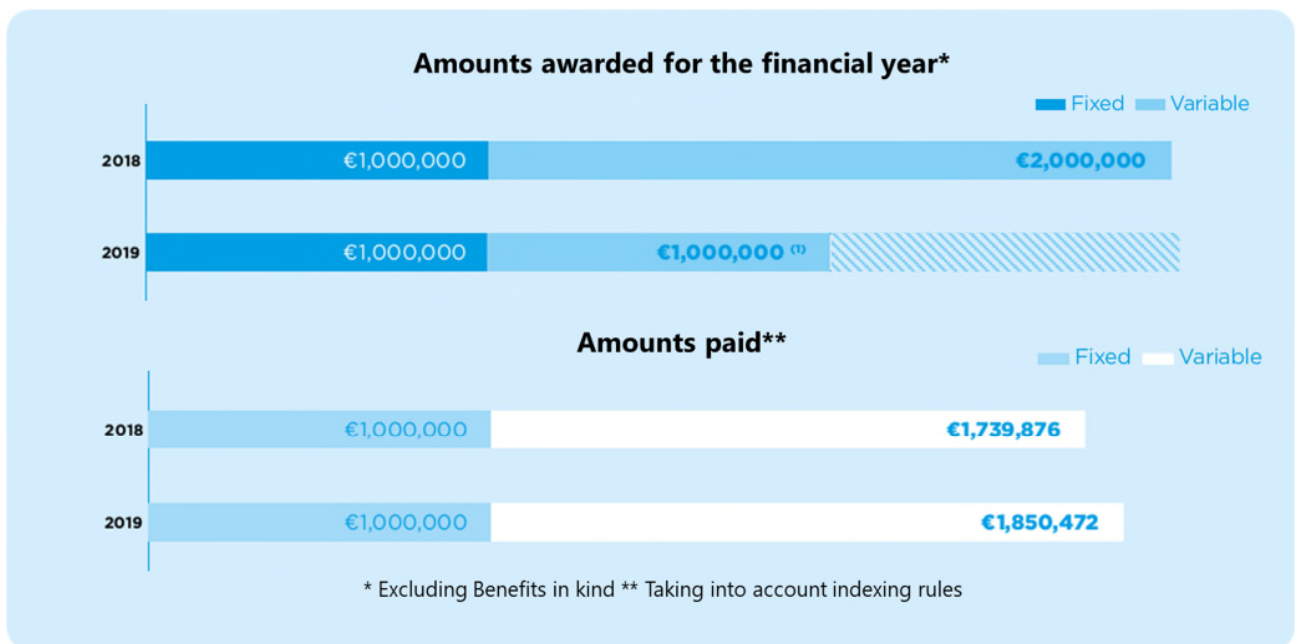 Amounts awarded for the financial year*
Fixed Variable
2018 €1,000,000 €2,000,000
2019 €1,000,000 €1,000,000 (1)
Amounts paid**
Fixed Variable
2018 €1,000,000 €1,739,876
2019 €1,000,000 €1,850,472
* Excluding Benefits in kind ** Taking into account indexing rules